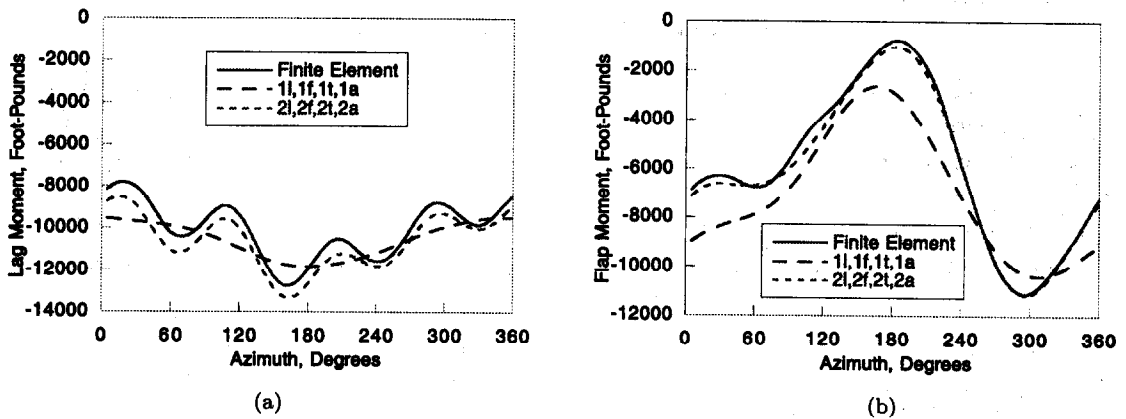 0
-2000
-4000
-6000
-8000
-10000
-12000
-14000
Lag Moment, Foot-Pounds
Finite Element
1l,1f,1t,1a
2l,2f,2t,2a
0 60 120 180 240 300 360
Azimuth, Degrees
(a)
0
-2000
-4000
-6000
-8000
-10000
-12000
Flap Moment, Foot-Pounds
Finite Element
1l,1f,1t,1a
2l,2f,2t,2a
0 60 120 180 240 300 360
Azimuth, Degrees
(b)